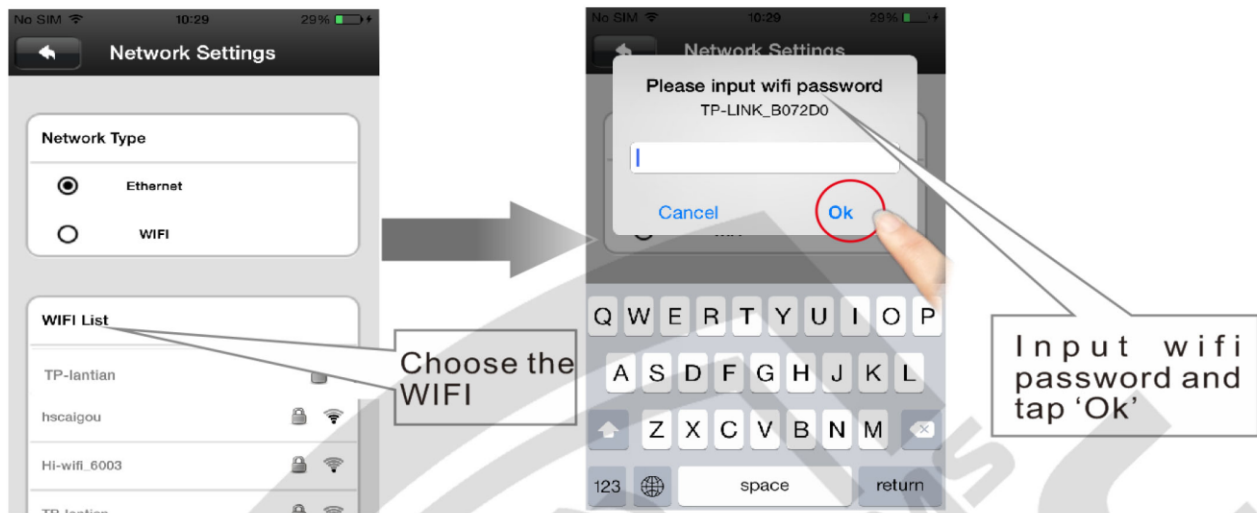 No SIM 10:29 29%
Network Settings
Network Type
Ethernet
WIFI
WIFI List
TP-lantian
hscaigou
Hi-wifi_6003
TP-lantian
Choose the
WIFI
No SIM 10:29 29%
Network Settings
Please input wifi password
TP-LINK_B072D0
Cancel Ok
Q W E R T Y U I O P
A S D F G H J K L
Z X C V B N M
123 space return
Input wifi
password and
tap ‘Ok’